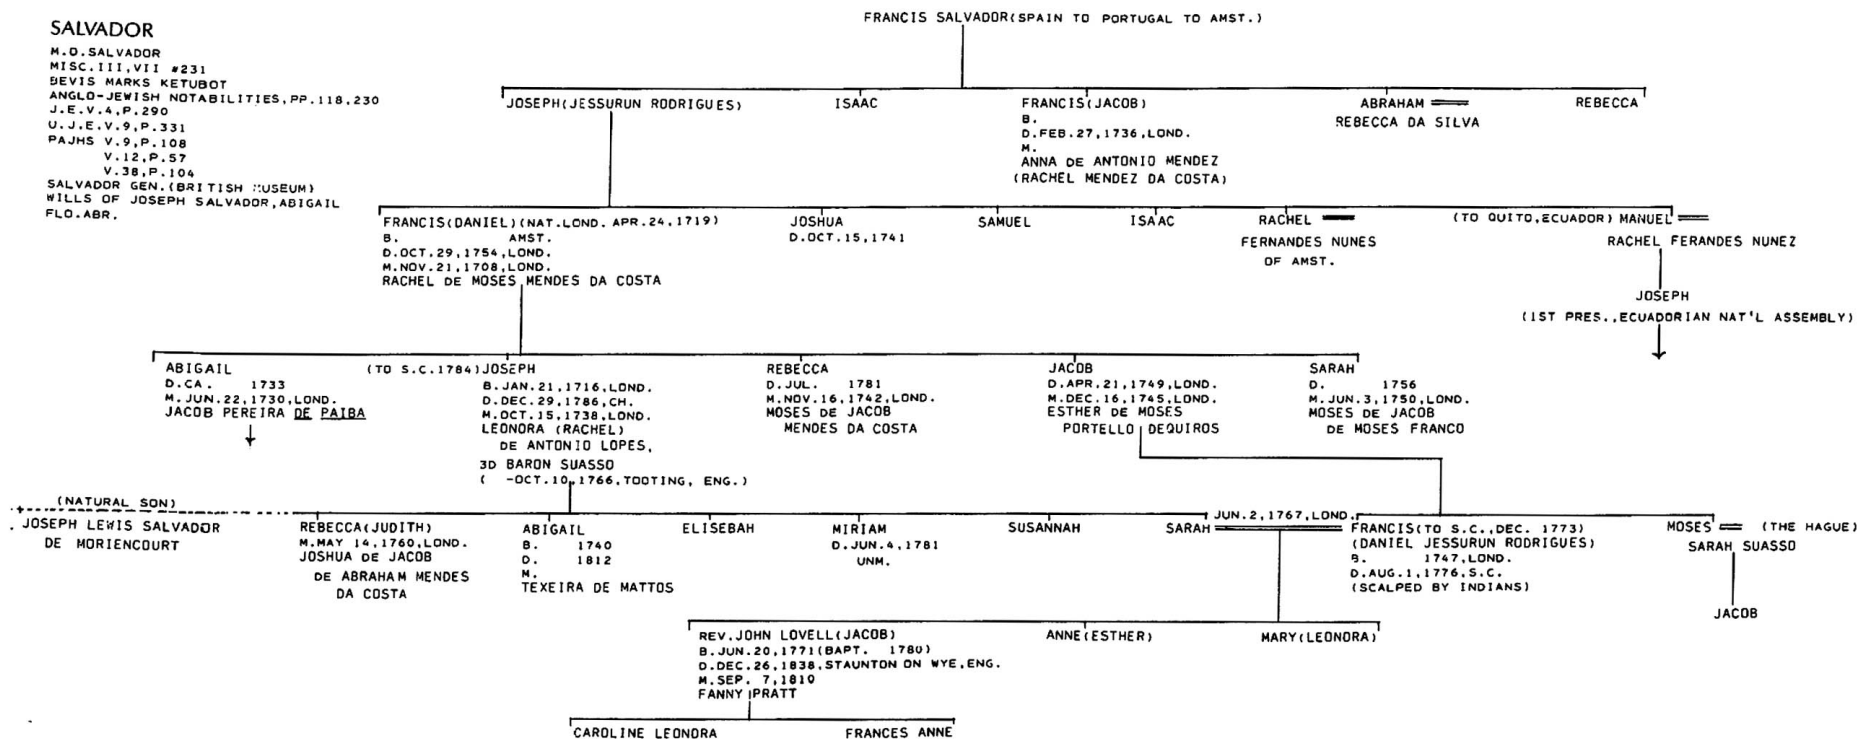 SALVADOR
M.D.SALVADOR
MISC.III,VII #231
BEVIS MARKS KETUBOT
ANGLO-JEWISH NOTABILITIES,PP.118,230
J.E.V.4,P.290
U.J.E.V.9,P.331
PAJHS V.9,P.108
V.12,P.57
V.38,P.104
SALVADOR GEN.(BRITISH MUSEUM)
WILLS OF JOSEPH SALVADOR,ABIGAIL
FLO.ABR.
FRANCIS SALVADOR(SPAIN TO PORTUGAL TO AMST.)
JOSEPH(JESSURUN RODRIGUES)
ISAAC
FRANCIS(JACOB)
B.
D.FEB.27,1736,LOND.
M.
ANNA DE ANTONIO MENDEZ
(RACHEL MENDEZ DA COSTA)
ABRAHAM
REBECCA DA SILVA
REBECCA
FRANCIS(DANIEL)(NAT.LOND. APR.24,1719)
B. AMST.
D.OCT.29,1754,LOND.
M.NOV.21,1708,LOND.
RACHEL DE MOSES MENDES DA COSTA
JOSHUA
D.OCT.15,1741
SAMUEL
ISAAC
RACHEL
FERNANDES NUNES
OF AMST.
(TO QUITO,ECUADOR) MANUEL
RACHEL FERANDES NUNEZ
JOSEPH
(1ST PRES.,ECUADORIAN NAT'L ASSEMBLY)
ABIGAIL
D.CA. 1733
M.JUN.22,1730,LOND.
JACOB PEREIRA DE PAIBA
(TO S.C.1784)JOSEPH
B.JAN.21,1716,LOND.
D.DEC.29,1786,CH.
M.OCT.15,1738,LOND.
LEONORA (RACHEL)
DE ANTONIO LOPES,
3D BARON SUASSO
( -OCT.10,1766,TOOTING, ENG.)
REBECCA
D.JUL. 1781
M.NOV.16,1742,LOND.
MOSES DE JACOB
MENDES DA COSTA
JACOB
D.APR.21,1749,LOND.
M.DEC.16,1745,LOND.
ESTHER DE MOSES
PORTELLO DEQUIROS
SARAH
D. 1756
M.JUN.3,1750,LOND.
MOSES DE JACOB
DE MOSES FRANCO
(NATURAL SON)
JOSEPH LEWIS SALVADOR
DE MORIENCOURT
REBECCA(JUDITH)
M.MAY 14,1760,LOND.
JOSHUA DE JACOB
DE ABRAHAM MENDES
DA COSTA
ABIGAIL
B. 1740
D. 1812
M.
TEXEIRA DE MATTOS
ELISEBAH
MIRIAM
D.JUN.4,1781
UNM.
SUSANNAH
SARAH
JUN.2,1767,LOND.
FRANCIS(TO S.C.,DEC. 1773)
(DANIEL JESSURUN RODRIGUES)
B. 1747,LOND.
D.AUG.1,1776,S.C.
(SCALPED BY INDIANS)
MOSES (THE HAGUE)
SARAH SUASSO
JACOB
REV.JOHN LOVELL(JACOB)
B.JUN.20,1771(BAPT. 1780)
D.DEC.26,1838,STAUNTON ON WYE,ENG.
M.SEP. 7,1810
FANNY PRATT
ANNE(ESTHER)
MARY(LEONORA)
CAROLINE LEONORA
FRANCES ANNE